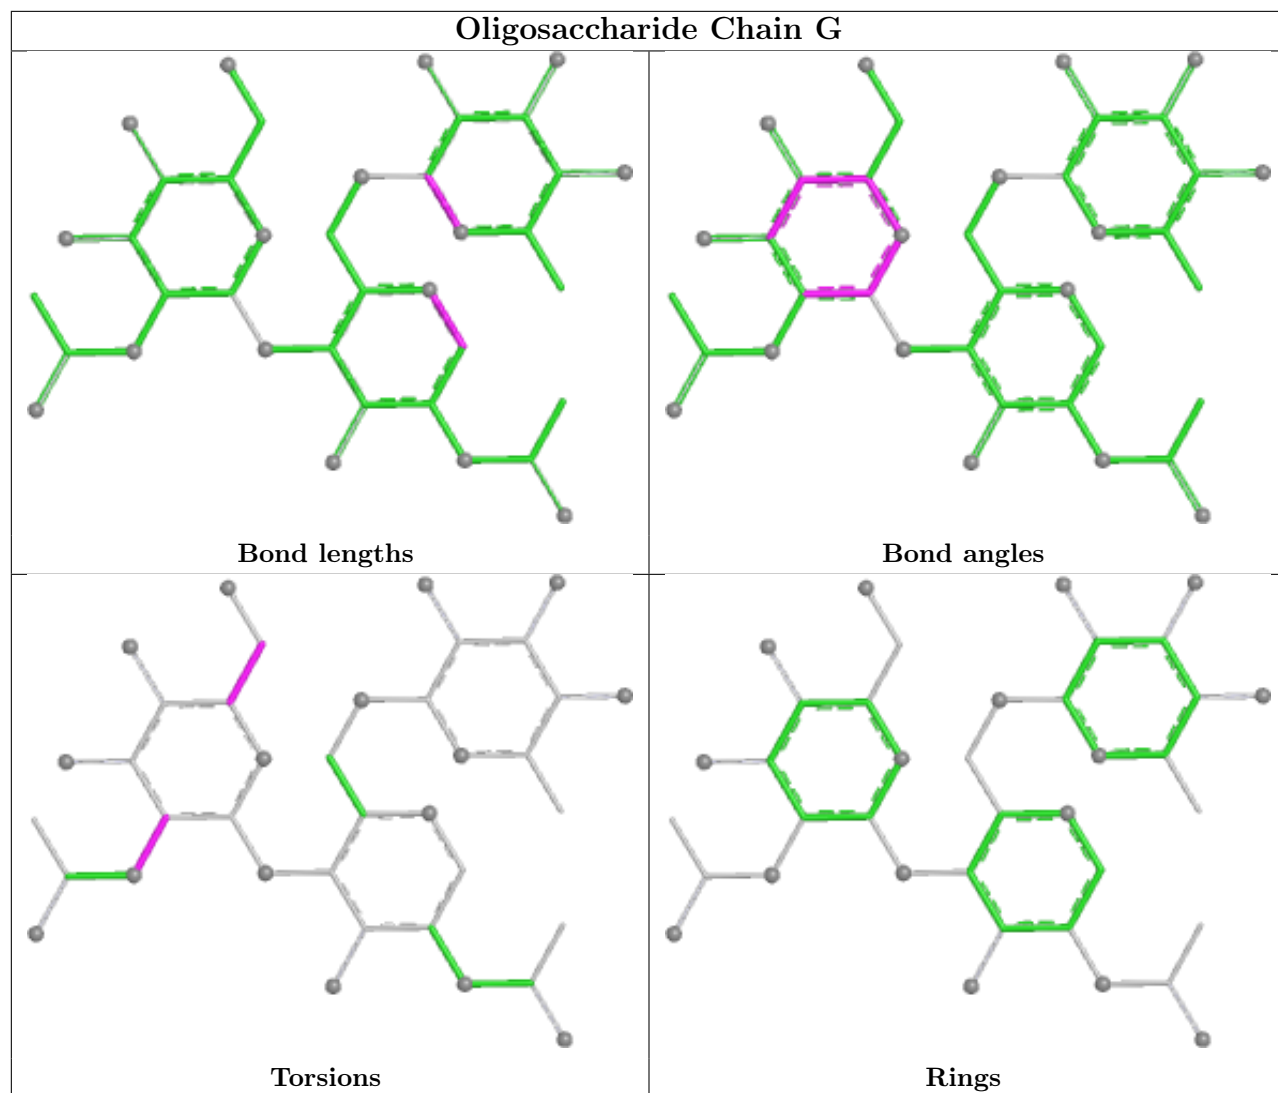 Oligosaccharide Chain G
Bond lengths
Bond angles
Torsions
Rings